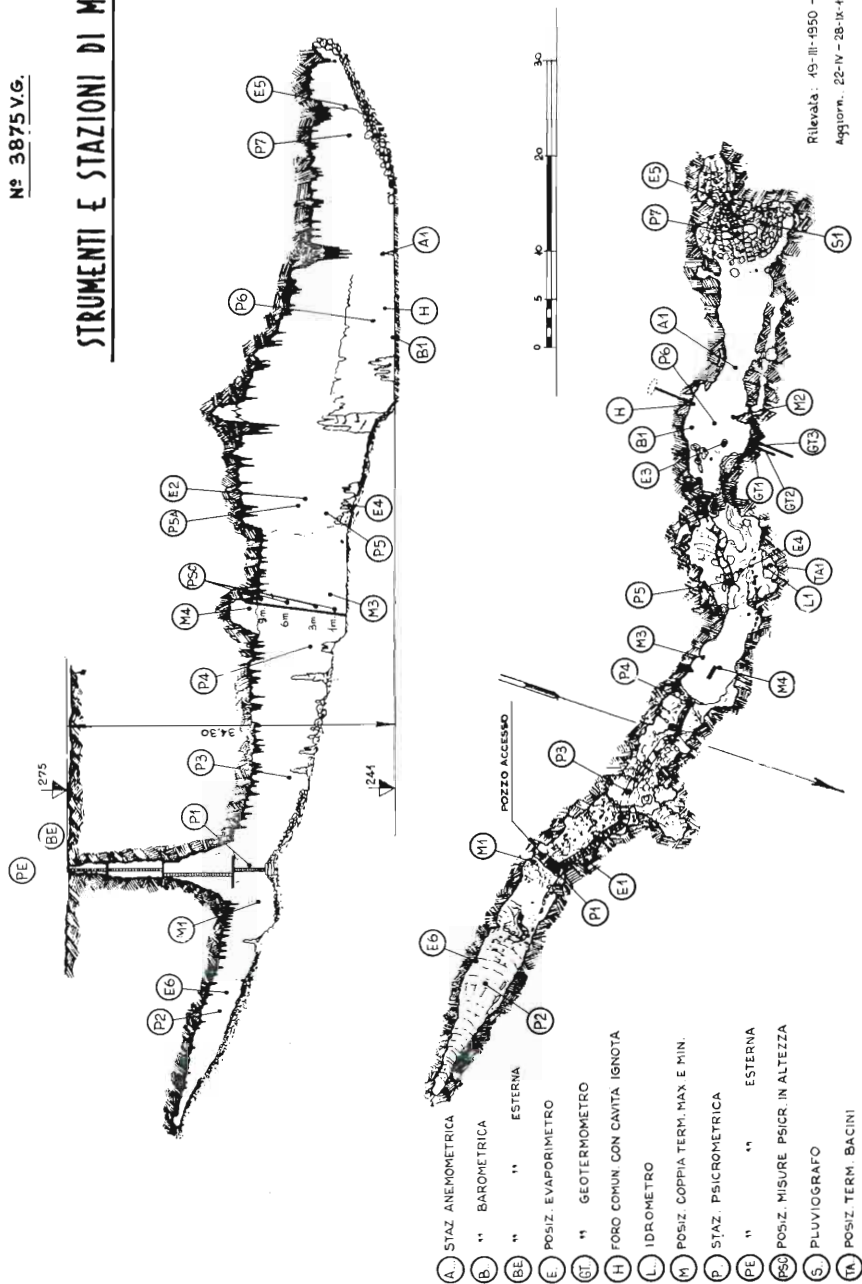 Nº 3875 V.G.
STRUMENTI E STAZIONI DI M
PE
BE
275
P1
M1
E6
P2
P3
34,30
241
P4
M4
PSC
9m
6m
3m
1m
M3
P5A
E2
P5
E4
P6
B1
H
A1
P7
E5
0
5
10
20
30
POZZO ACCESSO
M1
E6
P2
P1
E1
P3
P4
M3
M4
P5
E4
L1
TA1
E3
B1
H
P6
A1
GT1
GT2
GT3
M2
P7
E5
S1
A. STAZ ANEMOMETRICA
B. " BAROMETRICA
BE " " ESTERNA
E. POSIZ. EVAPORIMETRO
GT " GEOTERMOMETRO
H FORO COMUN. CON CAVITA IGNOTA
L. IDROMETRO
M POSIZ. COPPIA TERM. MAX E MIN.
P. STAZ. PSICROMETRICA
PE " " ESTERNA
PSC POSIZ. MISURE PSICR. IN ALTEZZA
S. PLUVIOGRAFO
TA POSIZ. TERM. BACINI
Rilevata: 19-III-1950 -
Aggiorn.: 22-IV - 28-IX-1